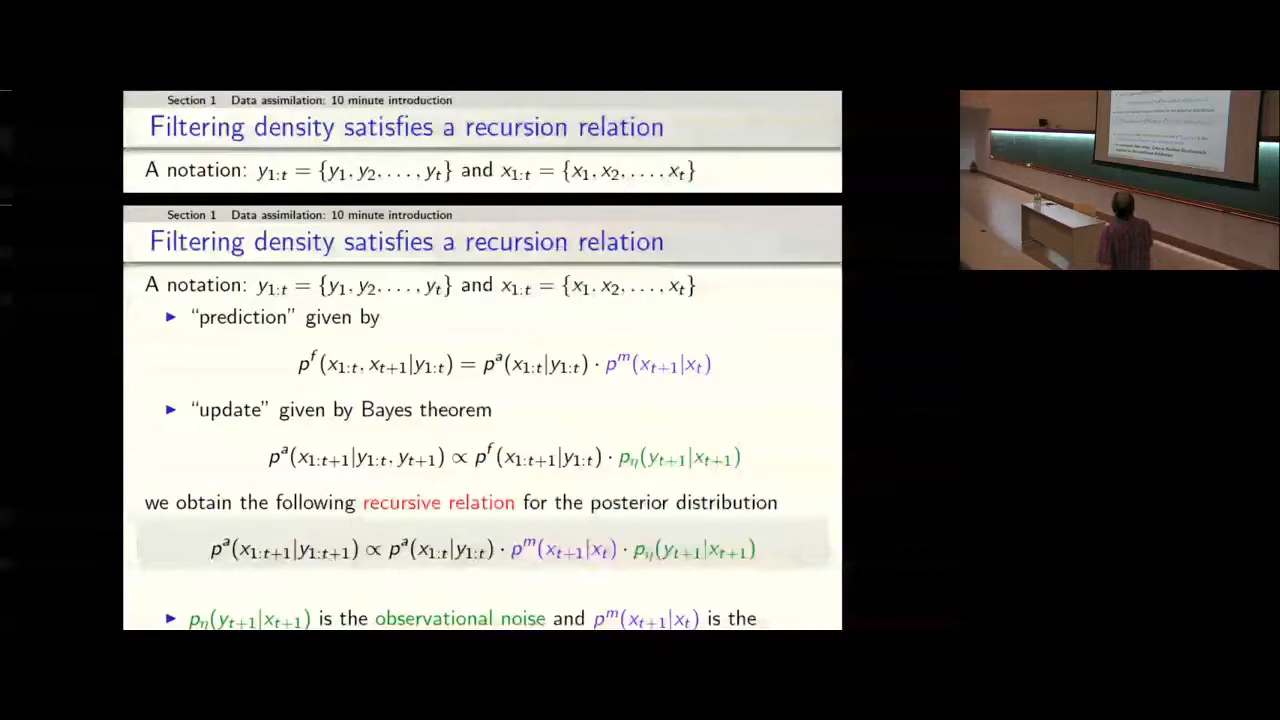 Section 1 Data assimilation: 10 minute introduction
Filtering density satisfies a recursion relation
A notation: y_{1:t} = {y_1, y_2, . . . , y_t} and x_{1:t} = {x_1, x_2, . . . , x_t}
Section 1 Data assimilation: 10 minute introduction
Filtering density satisfies a recursion relation
A notation: y_{1:t} = {y_1, y_2, . . . , y_t} and x_{1:t} = {x_1, x_2, . . . , x_t}
▶ “prediction” given by
p^f(x_{1:t}, x_{t+1}|y_{1:t}) = p^a(x_{1:t}|y_{1:t}) · p^m(x_{t+1}|x_t)
▶ “update” given by Bayes theorem
p^a(x_{1:t+1}|y_{1:t}, y_{t+1}) ∝ p^f(x_{1:t+1}|y_{1:t}) · p_η(y_{t+1}|x_{t+1})
we obtain the following recursive relation for the posterior distribution
p^a(x_{1:t+1}|y_{1:t+1}) ∝ p^a(x_{1:t}|y_{1:t}) · p^m(x_{t+1}|x_t) · p_η(y_{t+1}|x_{t+1})
▶ p_η(y_{t+1}|x_{t+1}) is the observational noise and p^m(x_{t+1}|x_t) is the